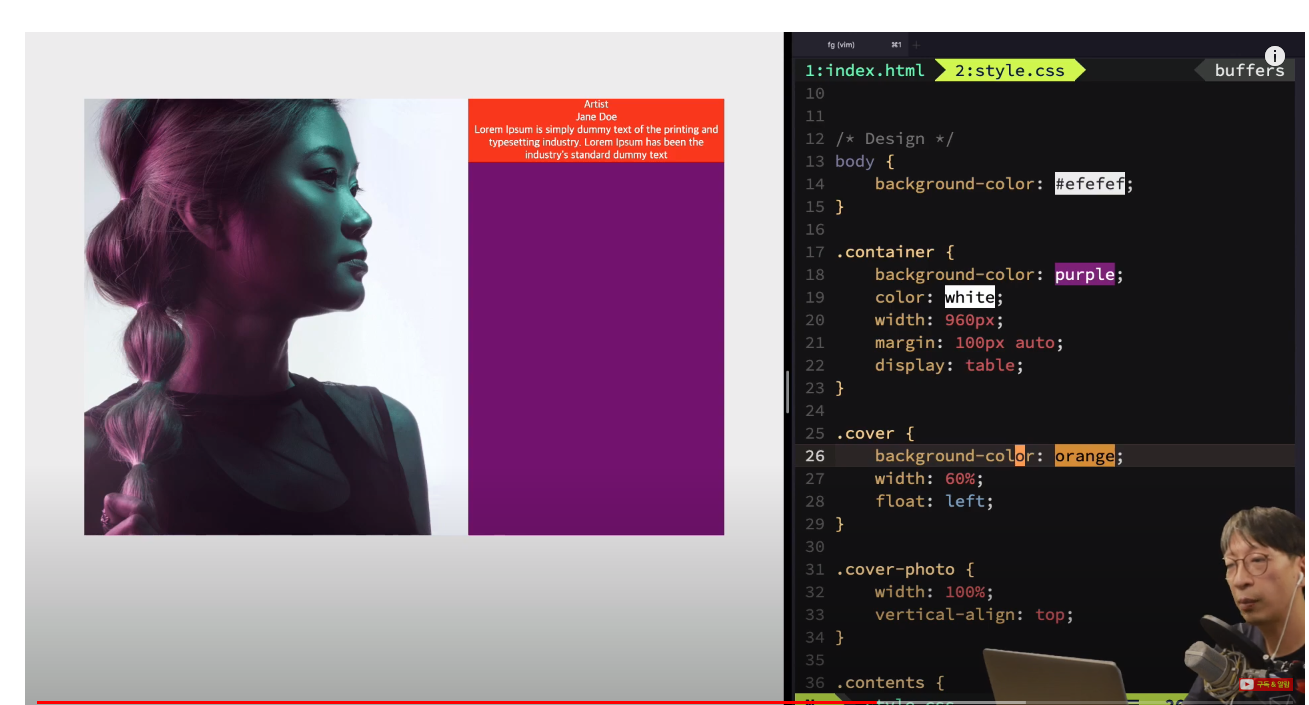 Artist
Jane Doe
Lorem Ipsum is simply dummy text of the printing and
typesetting industry. Lorem Ipsum has been the
industry's standard dummy text
fg (vim) ⌘1 +
1:index.html 2:style.css buffers
10
11
12 /* Design */
13 body {
14 background-color: #efefef;
15 }
16
17 .container {
18 background-color: purple;
19 color: white;
20 width: 960px;
21 margin: 100px auto;
22 display: table;
23 }
24
25 .cover {
26 background-color: orange;
27 width: 60%;
28 float: left;
29 }
30
31 .cover-photo {
32 width: 100%;
33 vertical-align: top;
34 }
35
36 .contents {
구독 & 알림